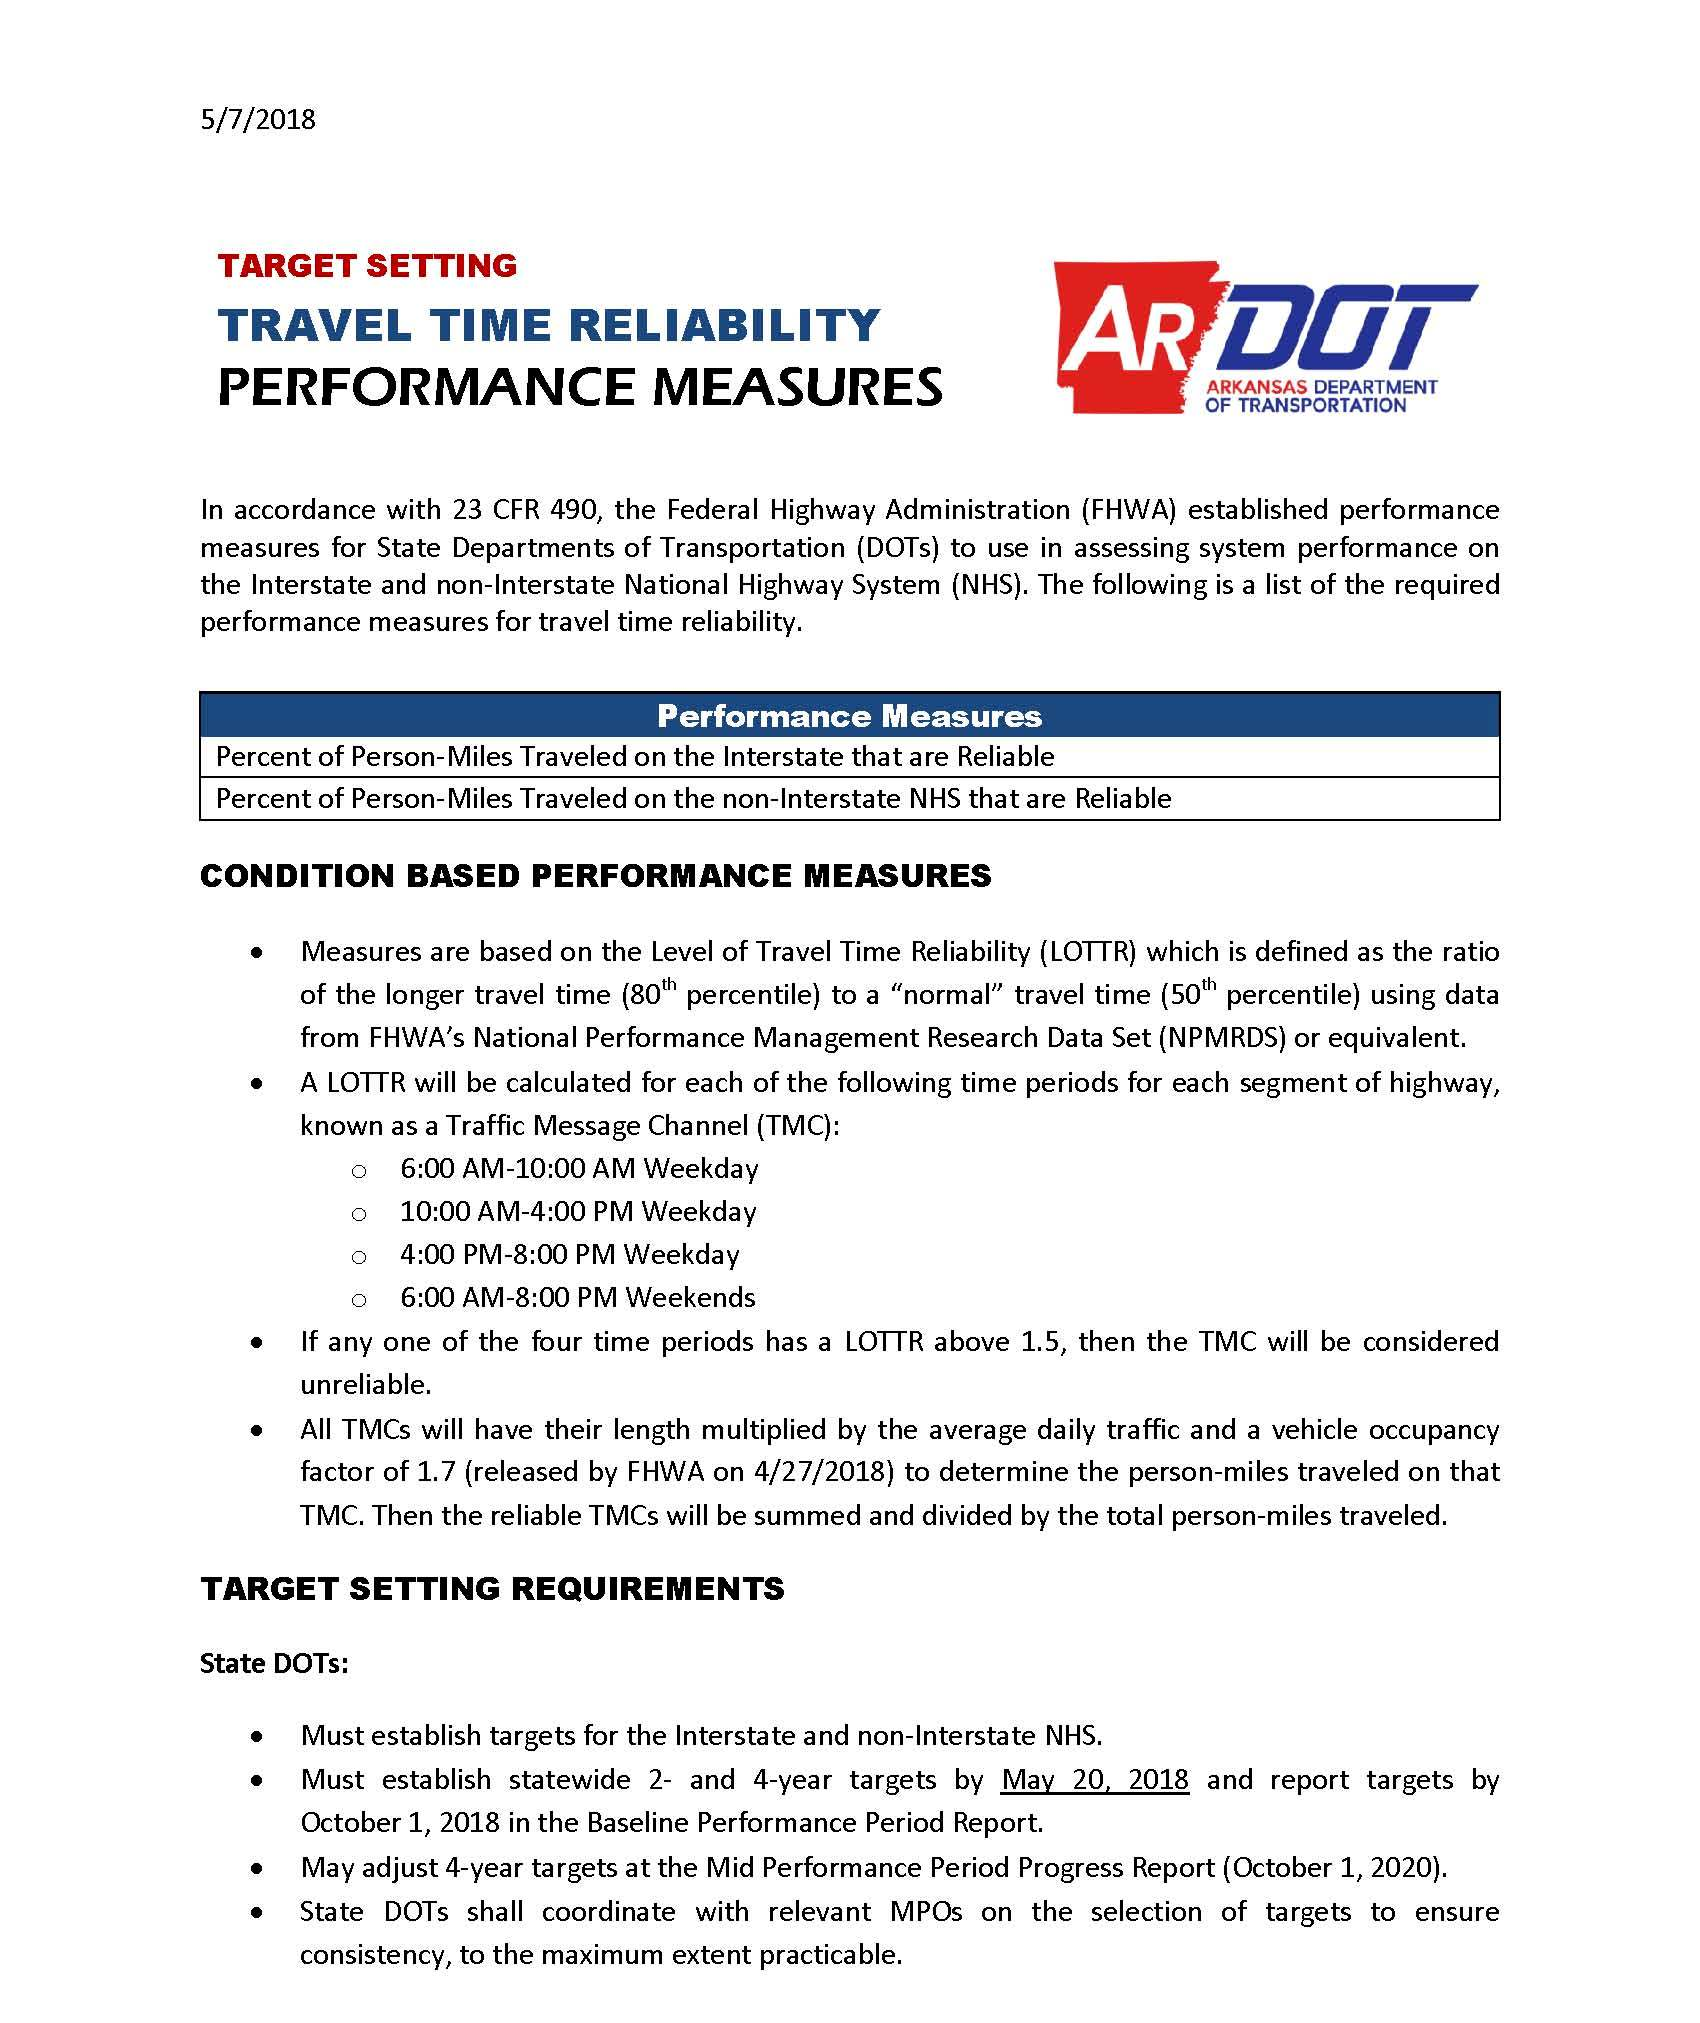 5/7/2018
TARGET SETTING
TRAVEL TIME RELIABILITY
PERFORMANCE MEASURES
ARDOT
ARKANSAS DEPARTMENT
OF TRANSPORTATION
In accordance with 23 CFR 490, the Federal Highway Administration (FHWA) established performance
measures for State Departments of Transportation (DOTs) to use in assessing system performance on
the Interstate and non-Interstate National Highway System (NHS). The following is a list of the required
performance measures for travel time reliability.
Performance Measures
Percent of Person-Miles Traveled on the Interstate that are Reliable
Percent of Person-Miles Traveled on the non-Interstate NHS that are Reliable
CONDITION BASED PERFORMANCE MEASURES
• Measures are based on the Level of Travel Time Reliability (LOTTR) which is defined as the ratio
of the longer travel time (80th percentile) to a “normal” travel time (50th percentile) using data
from FHWA’s National Performance Management Research Data Set (NPMRDS) or equivalent.
• A LOTTR will be calculated for each of the following time periods for each segment of highway,
known as a Traffic Message Channel (TMC):
o 6:00 AM-10:00 AM Weekday
o 10:00 AM-4:00 PM Weekday
o 4:00 PM-8:00 PM Weekday
o 6:00 AM-8:00 PM Weekends
• If any one of the four time periods has a LOTTR above 1.5, then the TMC will be considered
unreliable.
• All TMCs will have their length multiplied by the average daily traffic and a vehicle occupancy
factor of 1.7 (released by FHWA on 4/27/2018) to determine the person-miles traveled on that
TMC. Then the reliable TMCs will be summed and divided by the total person-miles traveled.
TARGET SETTING REQUIREMENTS
State DOTs:
• Must establish targets for the Interstate and non-Interstate NHS.
• Must establish statewide 2- and 4-year targets by May 20, 2018 and report targets by
October 1, 2018 in the Baseline Performance Period Report.
• May adjust 4-year targets at the Mid Performance Period Progress Report (October 1, 2020).
• State DOTs shall coordinate with relevant MPOs on the selection of targets to ensure
consistency, to the maximum extent practicable.